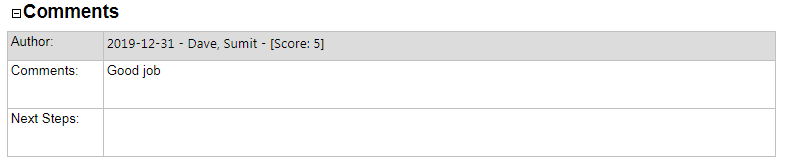 Comments
Author: 2019-12-31 - Dave, Sumit - [Score: 5]
Comments: Good job
Next Steps: